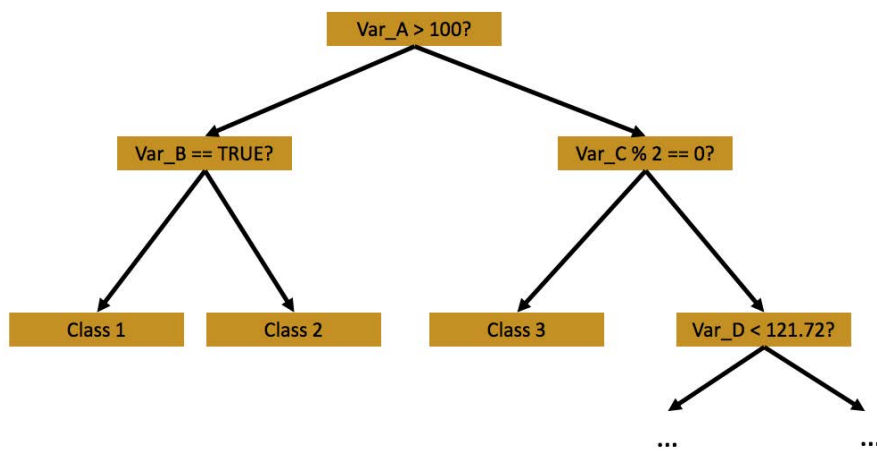 Var_A > 100?
Var_B == TRUE?
Var_C % 2 == 0?
Class 1
Class 2
Class 3
Var_D < 121.72?
...
...